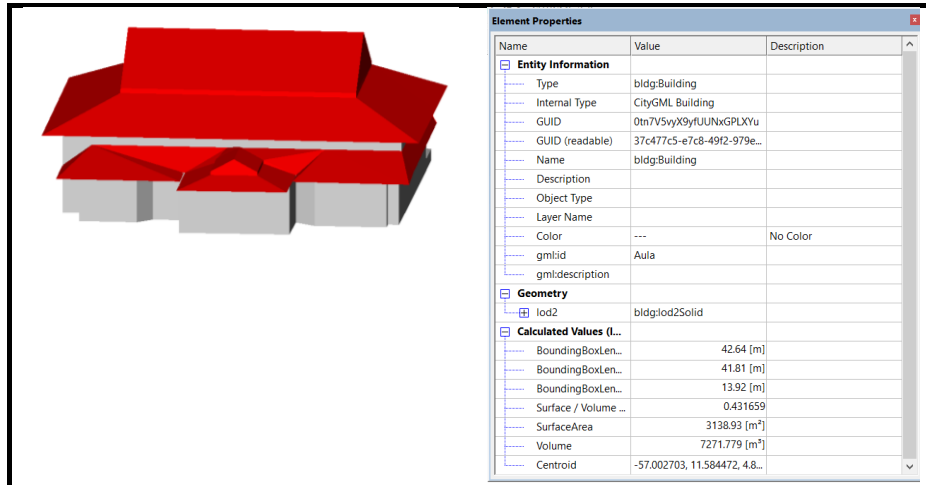 Element Properties
x
Name Value Description
Entity Information
Type bldg:Building
Internal Type CityGML Building
GUID 0tn7V5vyX9yfUUNxGPLXYu
GUID (readable) 37c477c5-e7c8-49f2-979e...
Name bldg:Building
Description
Object Type
Layer Name
Color --- No Color
gml:id Aula
gml:description
Geometry
lod2 bldg:lod2Solid
Calculated Values (l...
BoundingBoxLen... 42.64 [m]
BoundingBoxLen... 41.81 [m]
BoundingBoxLen... 13.92 [m]
Surface / Volume ... 0.431659
SurfaceArea 3138.93 [m²]
Volume 7271.779 [m³]
Centroid -57.002703, 11.584472, 4.8...